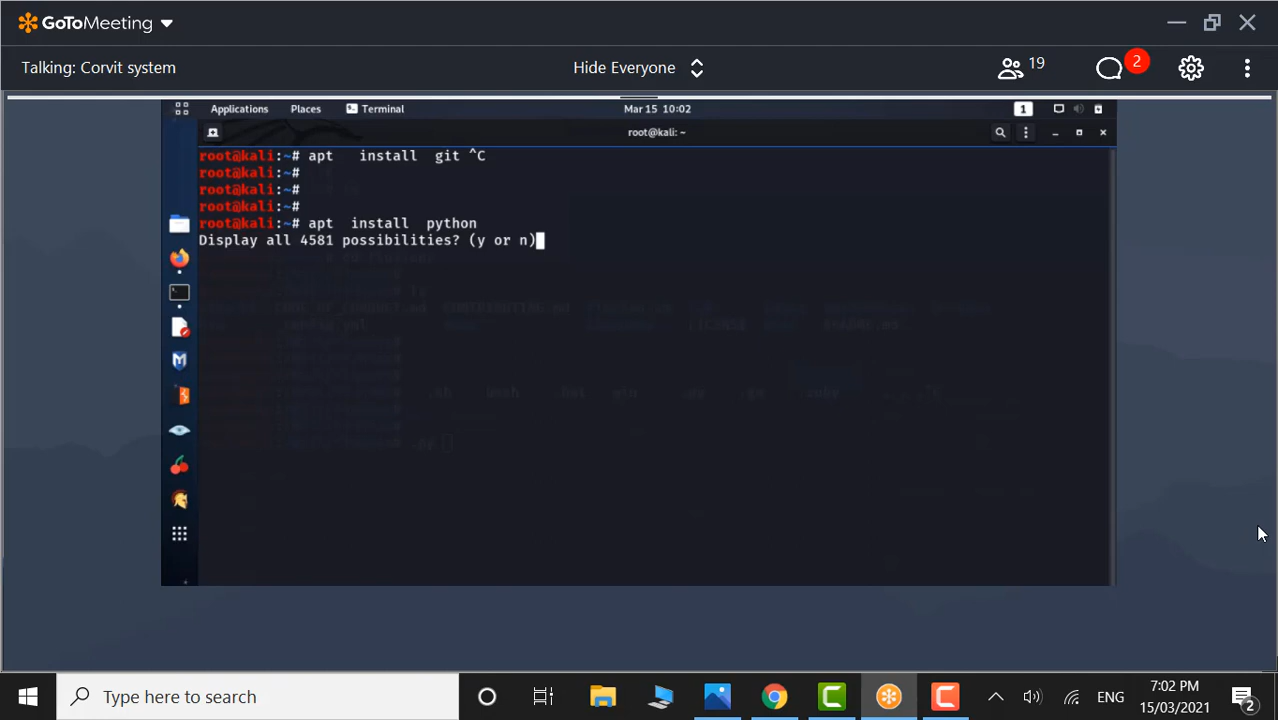 GoToMeeting
Talking: Corvit system
Hide Everyone
19
2
Applications Places Terminal
Mar 15 10:02
1
root@kali: ~
root@kali:~# apt install git ^C
root@kali:~#
root@kali:~#
root@kali:~#
root@kali:~# apt install python
Display all 4581 possibilities? (y or n)
Type here to search
ENG
7:02 PM
15/03/2021
2